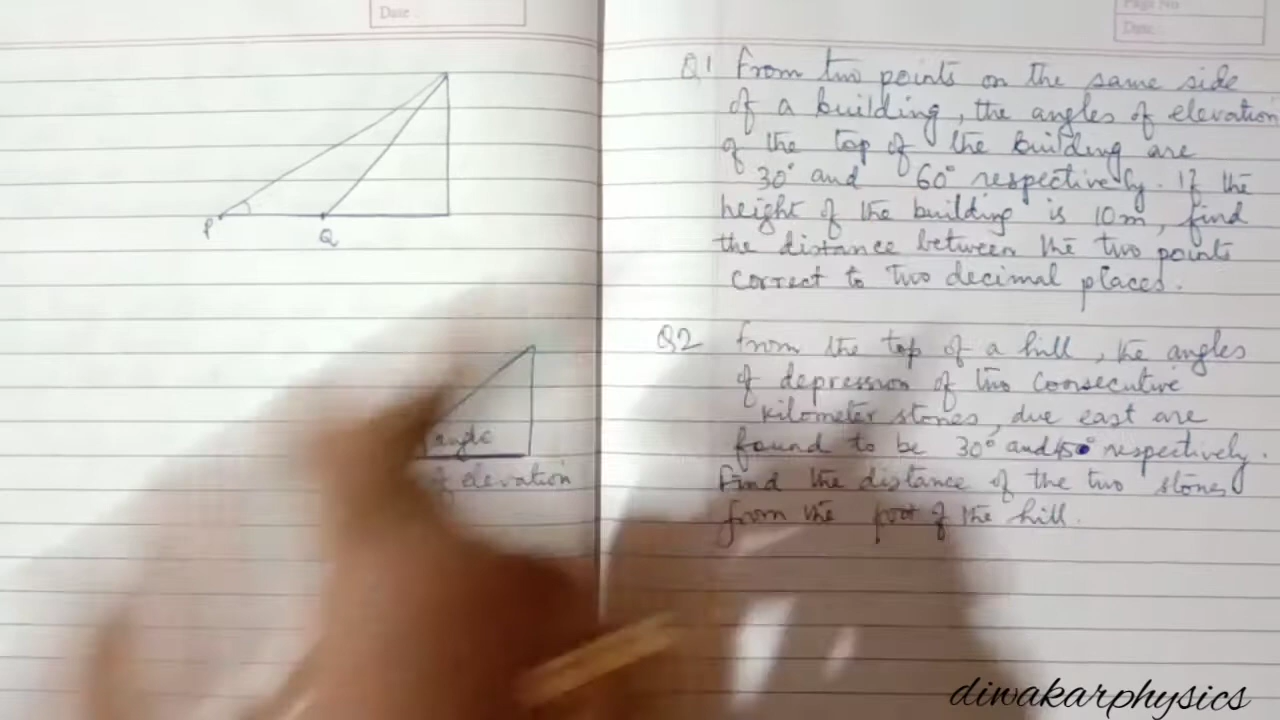 Date :
P
Q
angle
of elevation
Page No
Date :
Q1 From two points on the same side
of a building, the angles of elevation
of the top of the building are
30° and 60° respectively. If the
height of the building is 10m, find
the distance between the two points
correct to two decimal places.
Q2 From the top of a hill, the angles
of depression of two consecutive
kilometer stones, due east are
found to be 30° and 45° respectively.
Find the distance of the two stones
from the foot of the hill.
diwakarphysics